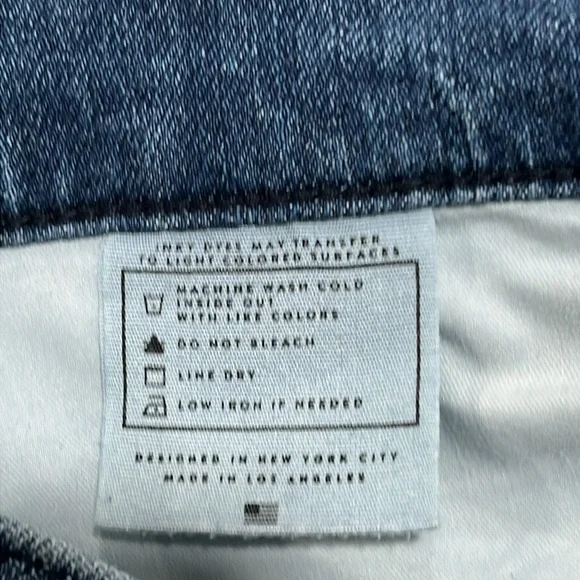 INKY DYES MAY TRANSFER
TO LIGHT COLORED SURFACES
MACHINE WASH COLD
INSIDE OUT
WITH LIKE COLORS
DO NOT BLEACH
LINE DRY
LOW IRON IF NEEDED
DESIGNED IN NEW YORK CITY
MADE IN LOS ANGELES